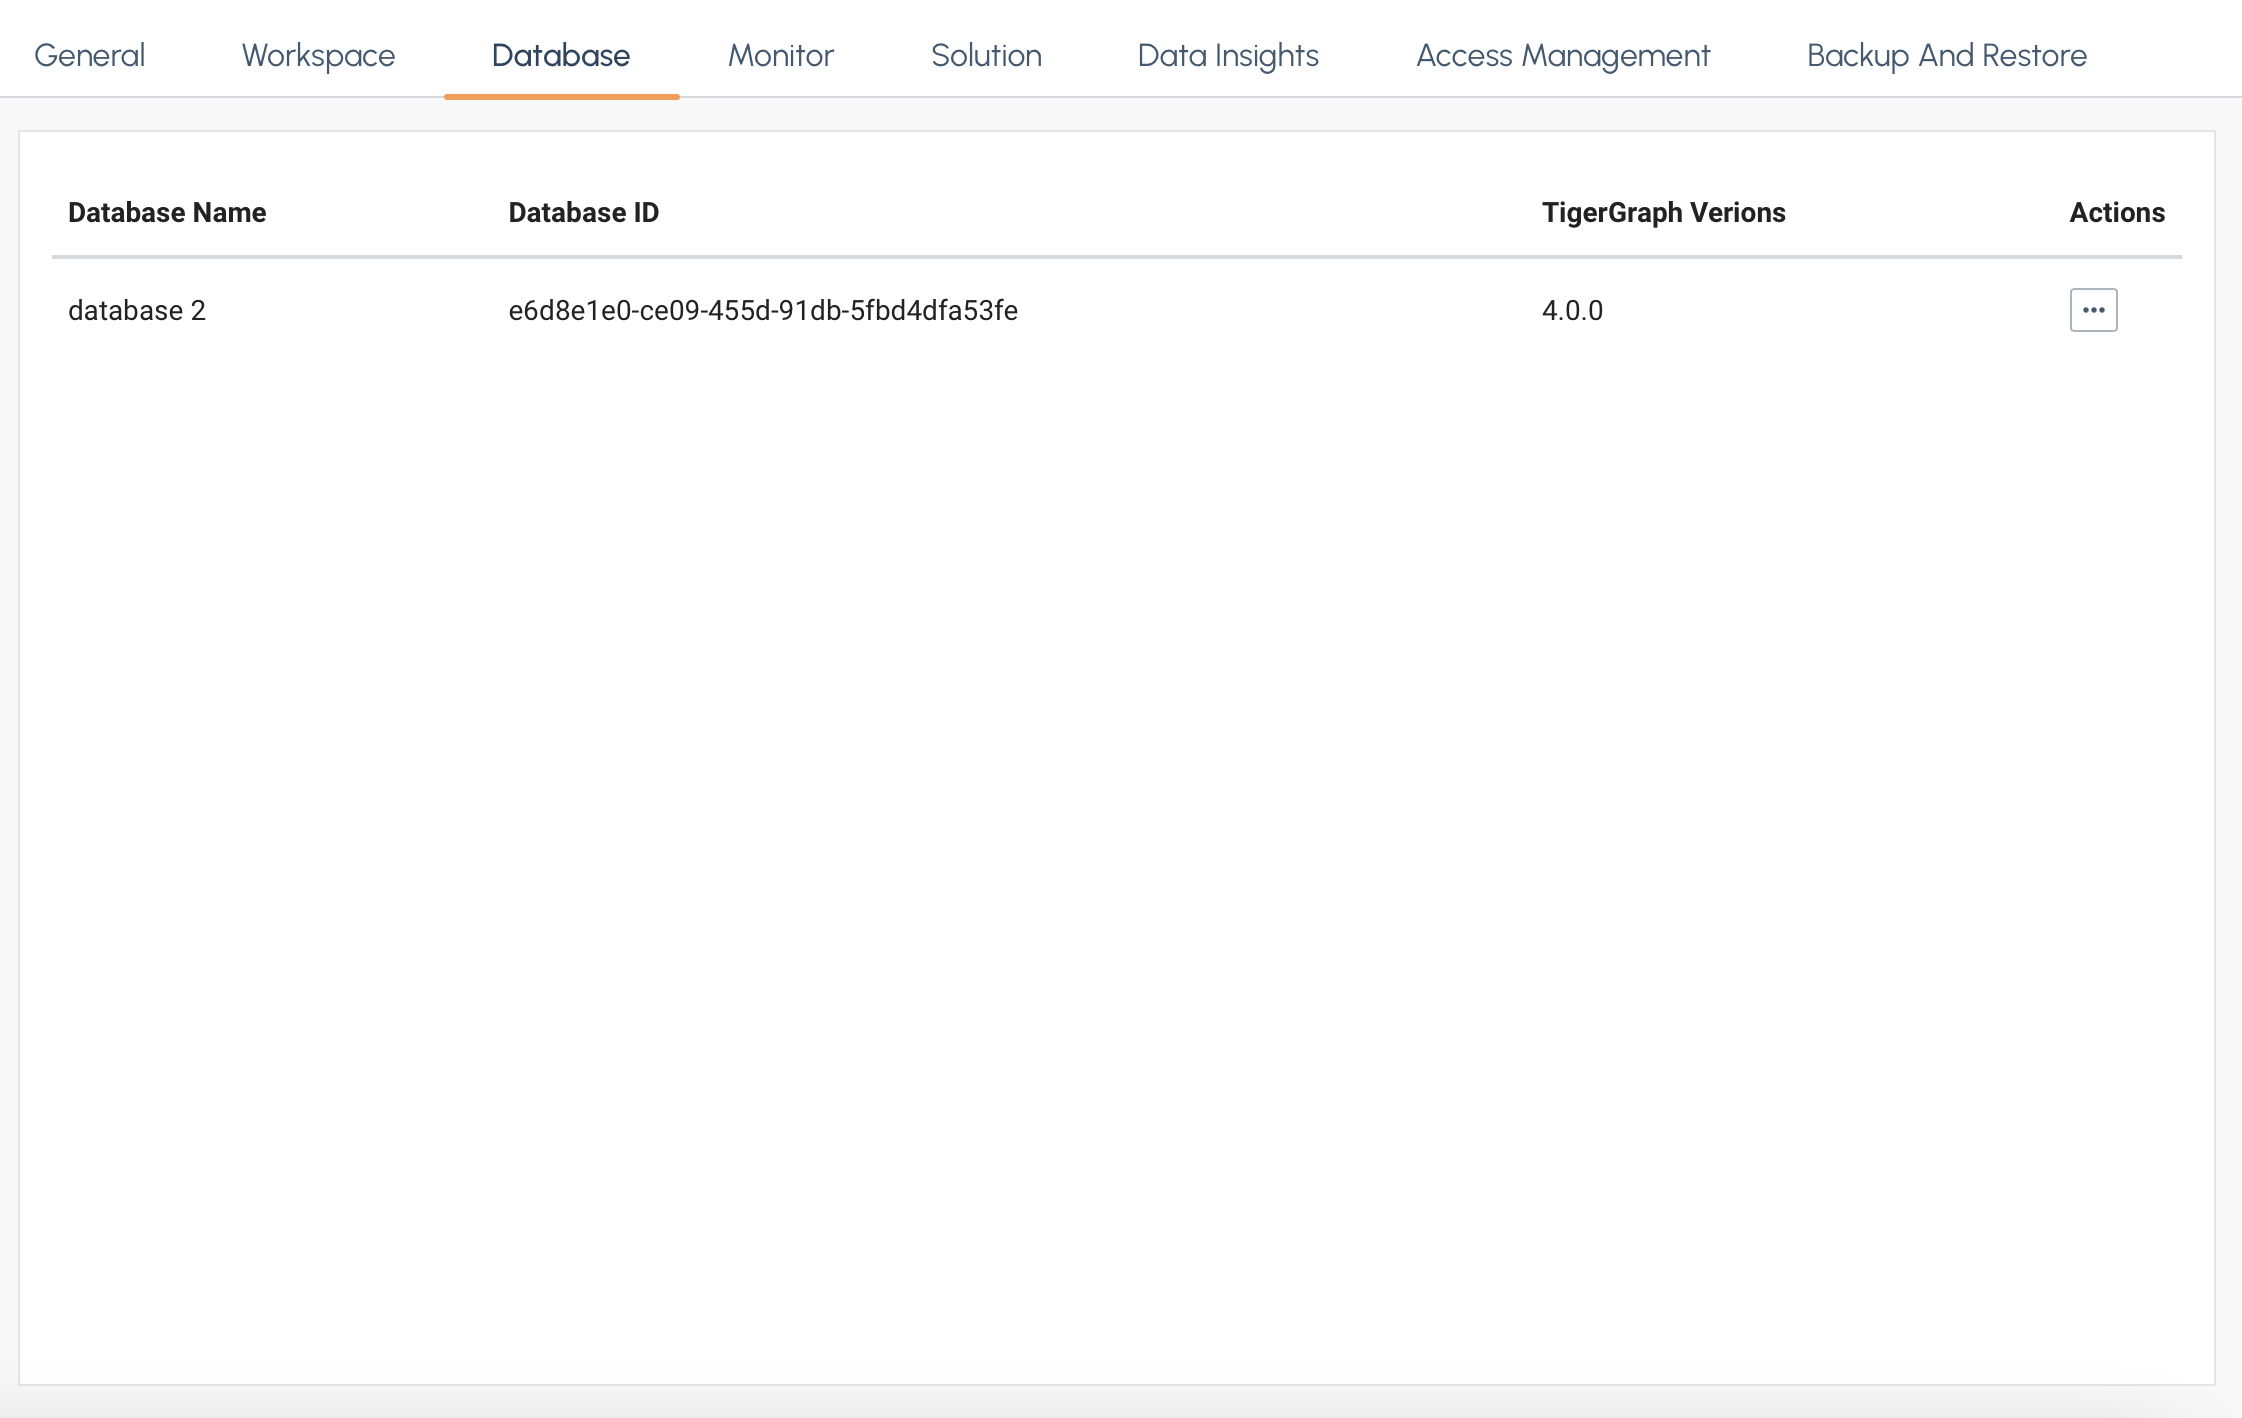 General Workspace Database Monitor Solution Data Insights Access Management Backup And Restore
Database Name Database ID TigerGraph Verions Actions
database 2 e6d8e1e0-ce09-455d-91db-5fbd4dfa53fe 4.0.0